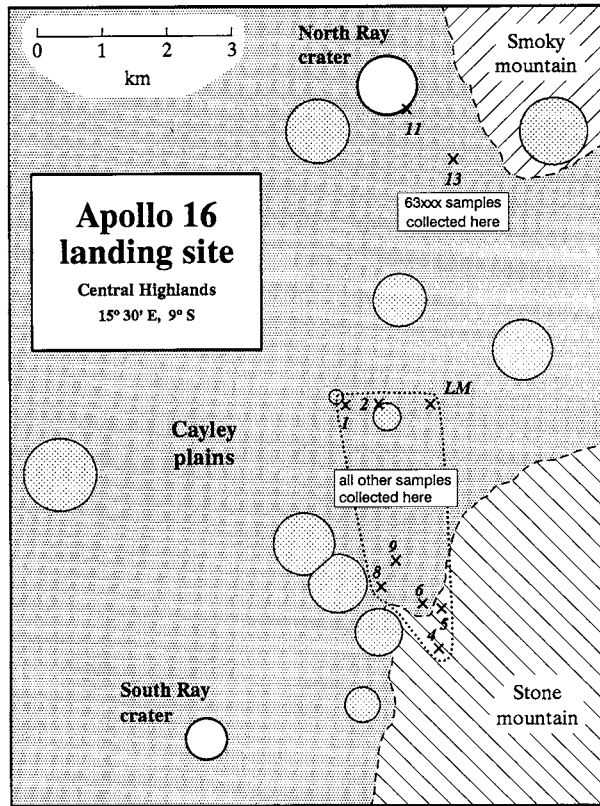 0 1 2 3
km
North Ray
crater
Smoky
mountain
11
13
63xxx samples
collected here
Apollo 16
landing site
Central Highlands
15° 30' E, 9° S
LM
1
2
Cayley
plains
all other samples
collected here
9
8
6
5
4
South Ray
crater
Stone
mountain